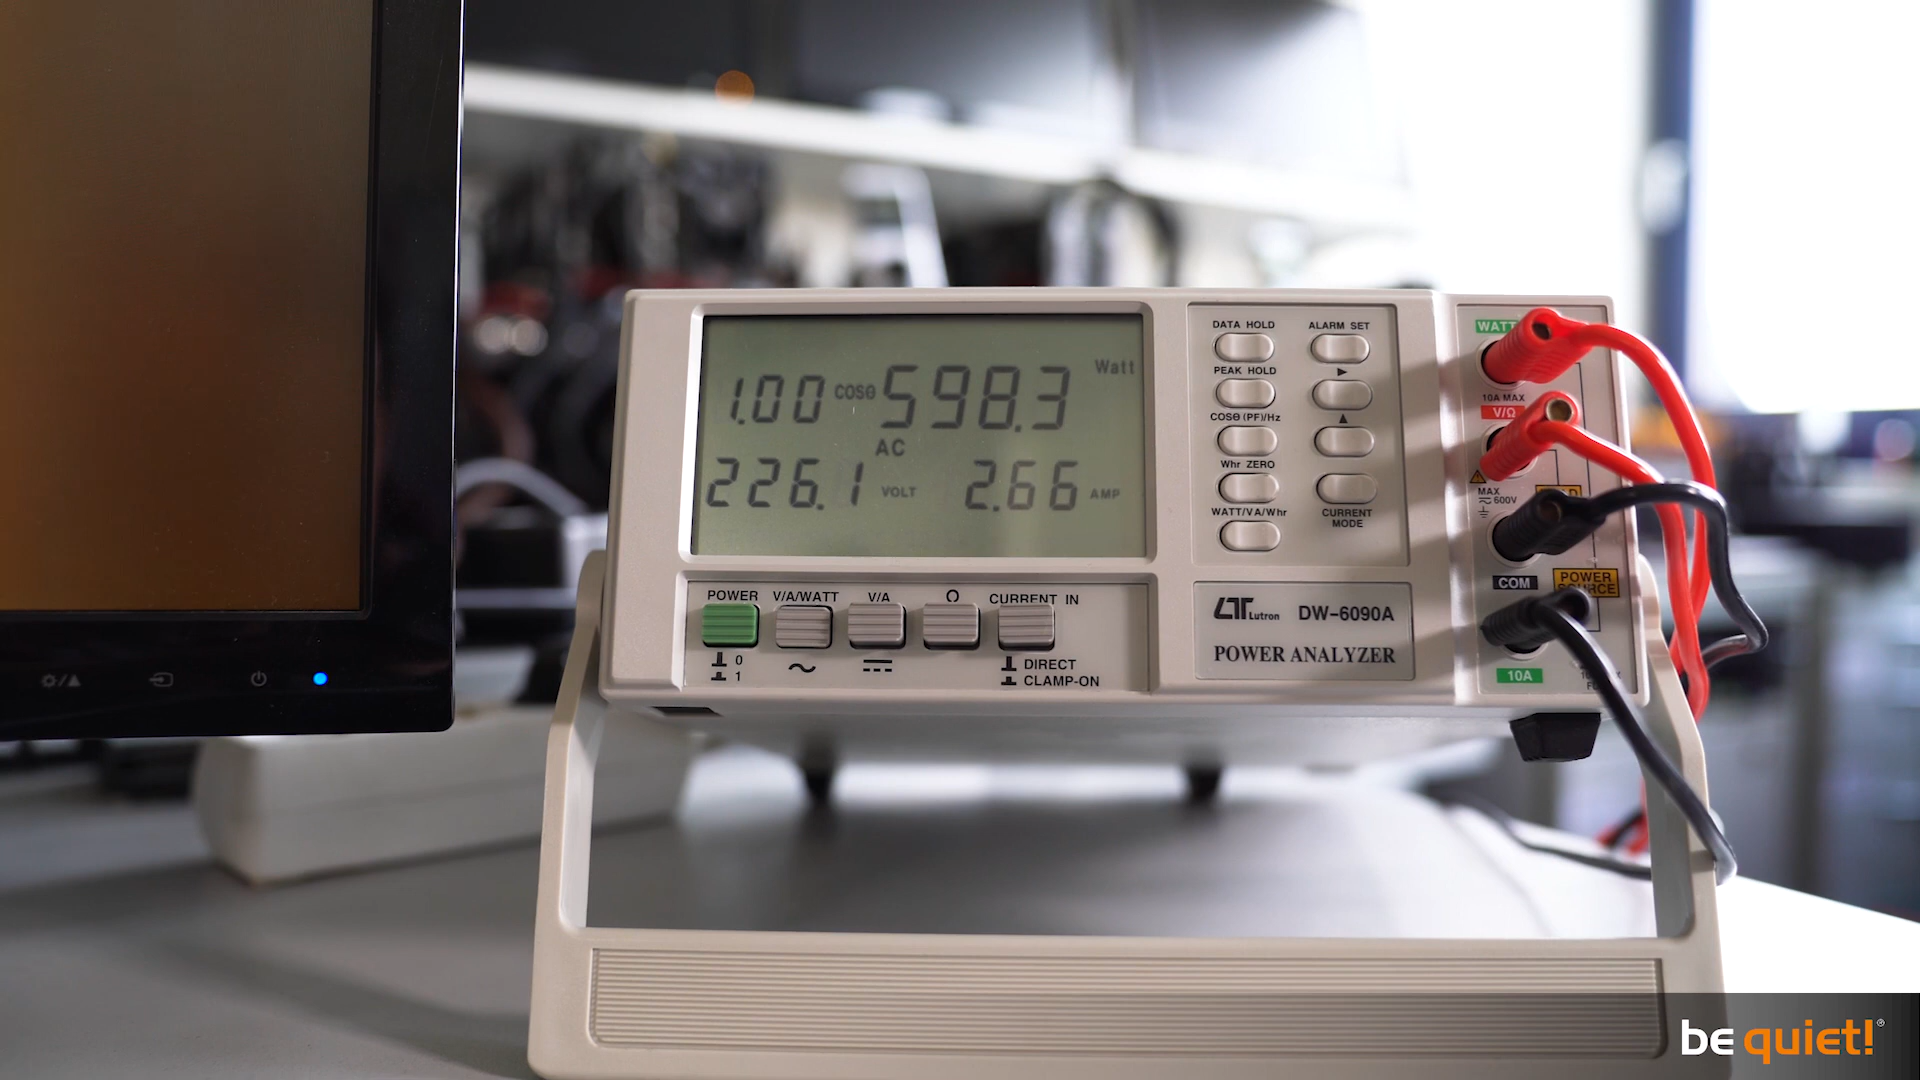 1.00 COSθ 598.3 Watt
AC
226.1 VOLT 2.66 AMP
DATA HOLD
ALARM SET
PEAK HOLD
▶
COSθ (PF)/Hz
▲
Whr ZERO
WATT/VA/Whr
CURRENT
MODE
POWER
V/A/WATT
V/A
Ω
CURRENT IN
0
1
DIRECT
CLAMP-ON
Lutron DW-6090A
POWER ANALYZER
10A MAX
V/Ω
MAX
600V
COM
POWER
SOURCE
10A
be quiet!®